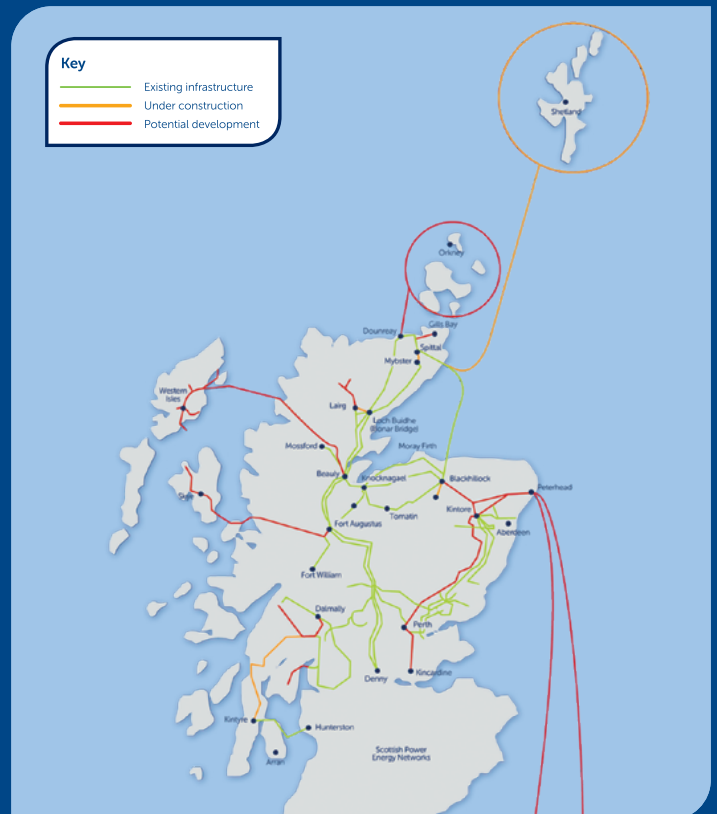 Key
Existing infrastructure
Under construction
Potential development
Shetland
Orkney
Gills Bay
Dounreay
Spittal
Mybster
Western
Isles
Lairg
Loch Buidhe
(Bonar Bridge)
Mossford
Moray Firth
Beauly
Knocknagael
Blackhillock
Peterhead
Skye
Kintore
Tomatin
Fort Augustus
Aberdeen
Fort William
Dalmally
Perth
Denny
Kincardine
Kintyre
Hunterston
Arran
Scottish Power
Energy Networks